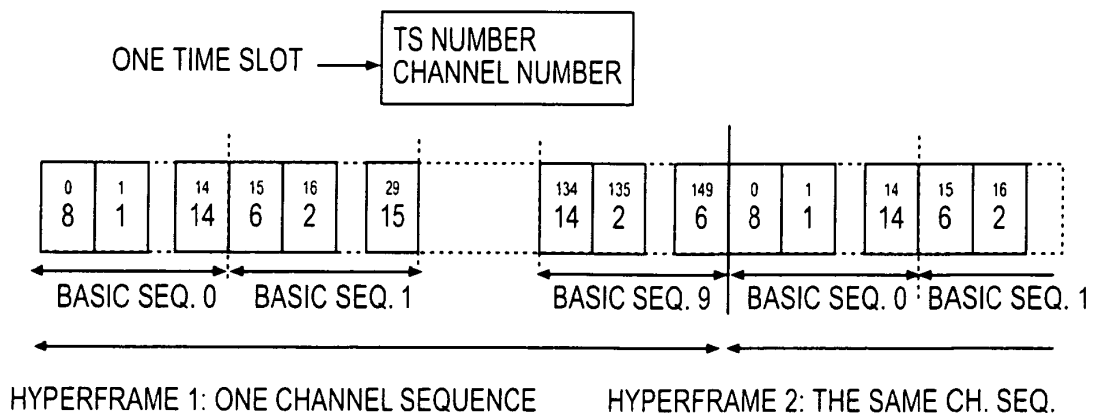 ONE TIME SLOT
TS NUMBER
CHANNEL NUMBER
0 1 14 15 16 29 134 135 149 0 1 14 15 16
8 1 14 6 2 15 14 2 6 8 1 14 6 2
BASIC SEQ. 0 BASIC SEQ. 1 BASIC SEQ. 9 BASIC SEQ. 0 BASIC SEQ. 1
HYPERFRAME 1: ONE CHANNEL SEQUENCE HYPERFRAME 2: THE SAME CH. SEQ.